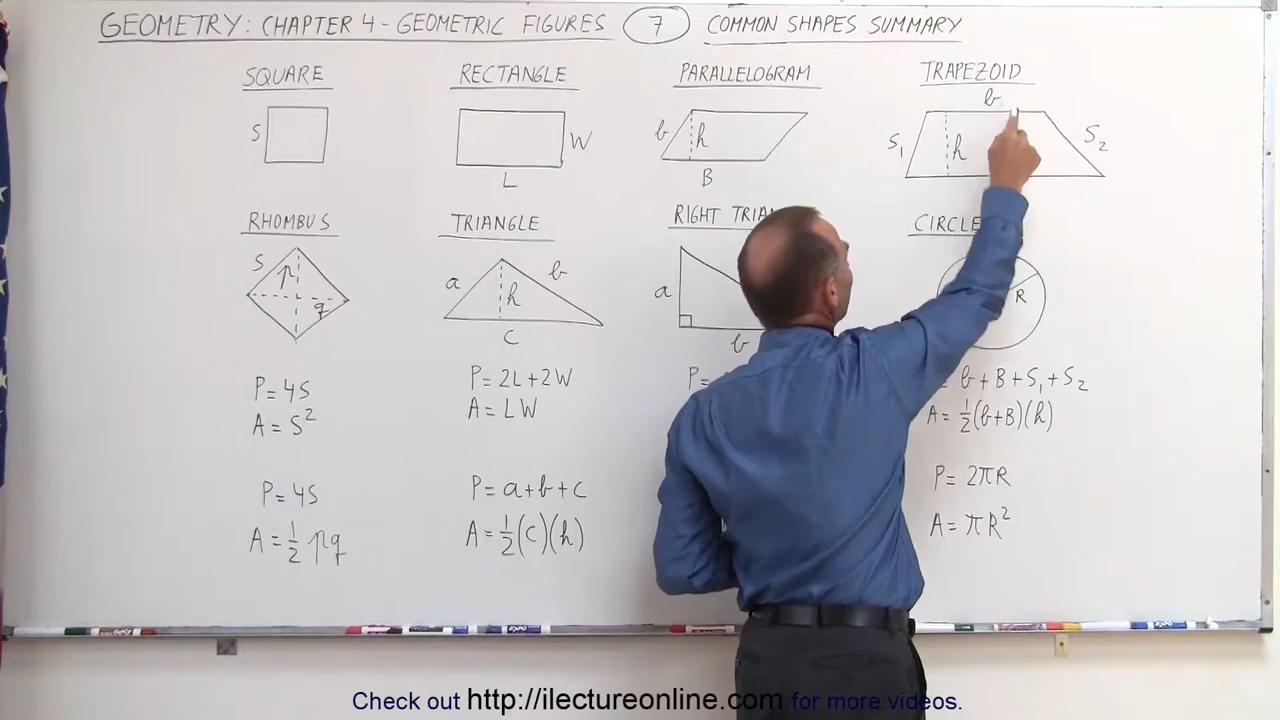 GEOMETRY: CHAPTER 4 - GEOMETRIC FIGURES 7 COMMON SHAPES SUMMARY
SQUARE RECTANGLE PARALLELOGRAM TRAPEZOID
b
S W b h S1 h S2
L B
RHOMBUS TRIANGLE RIGHT CIRCLE
S p q a b h a R
C b
P = 4S P = 2L + 2W P = b + B + S1 + S2
A = S² A = LW A = ½(b+B)(h)
P = 4S P = a + b + c P = 2πR
A = ½ pq A = ½(C)(h) A = πR²
Check out http://ilectureonline.com for more videos.